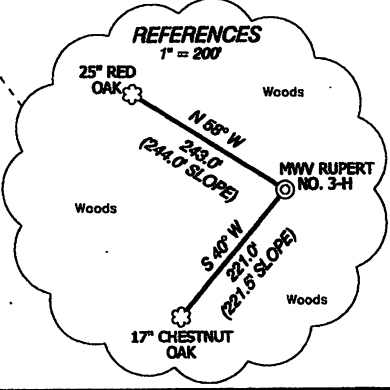 REFERENCES
1" = 200'
25" RED
OAK
Woods
N 58° W
243.0'
(244.0' SLOPE)
MWV RUPERT
NO. 3-H
Woods
S 40° W
221.0'
(221.5' SLOPE)
Woods
17" CHESTNUT
OAK